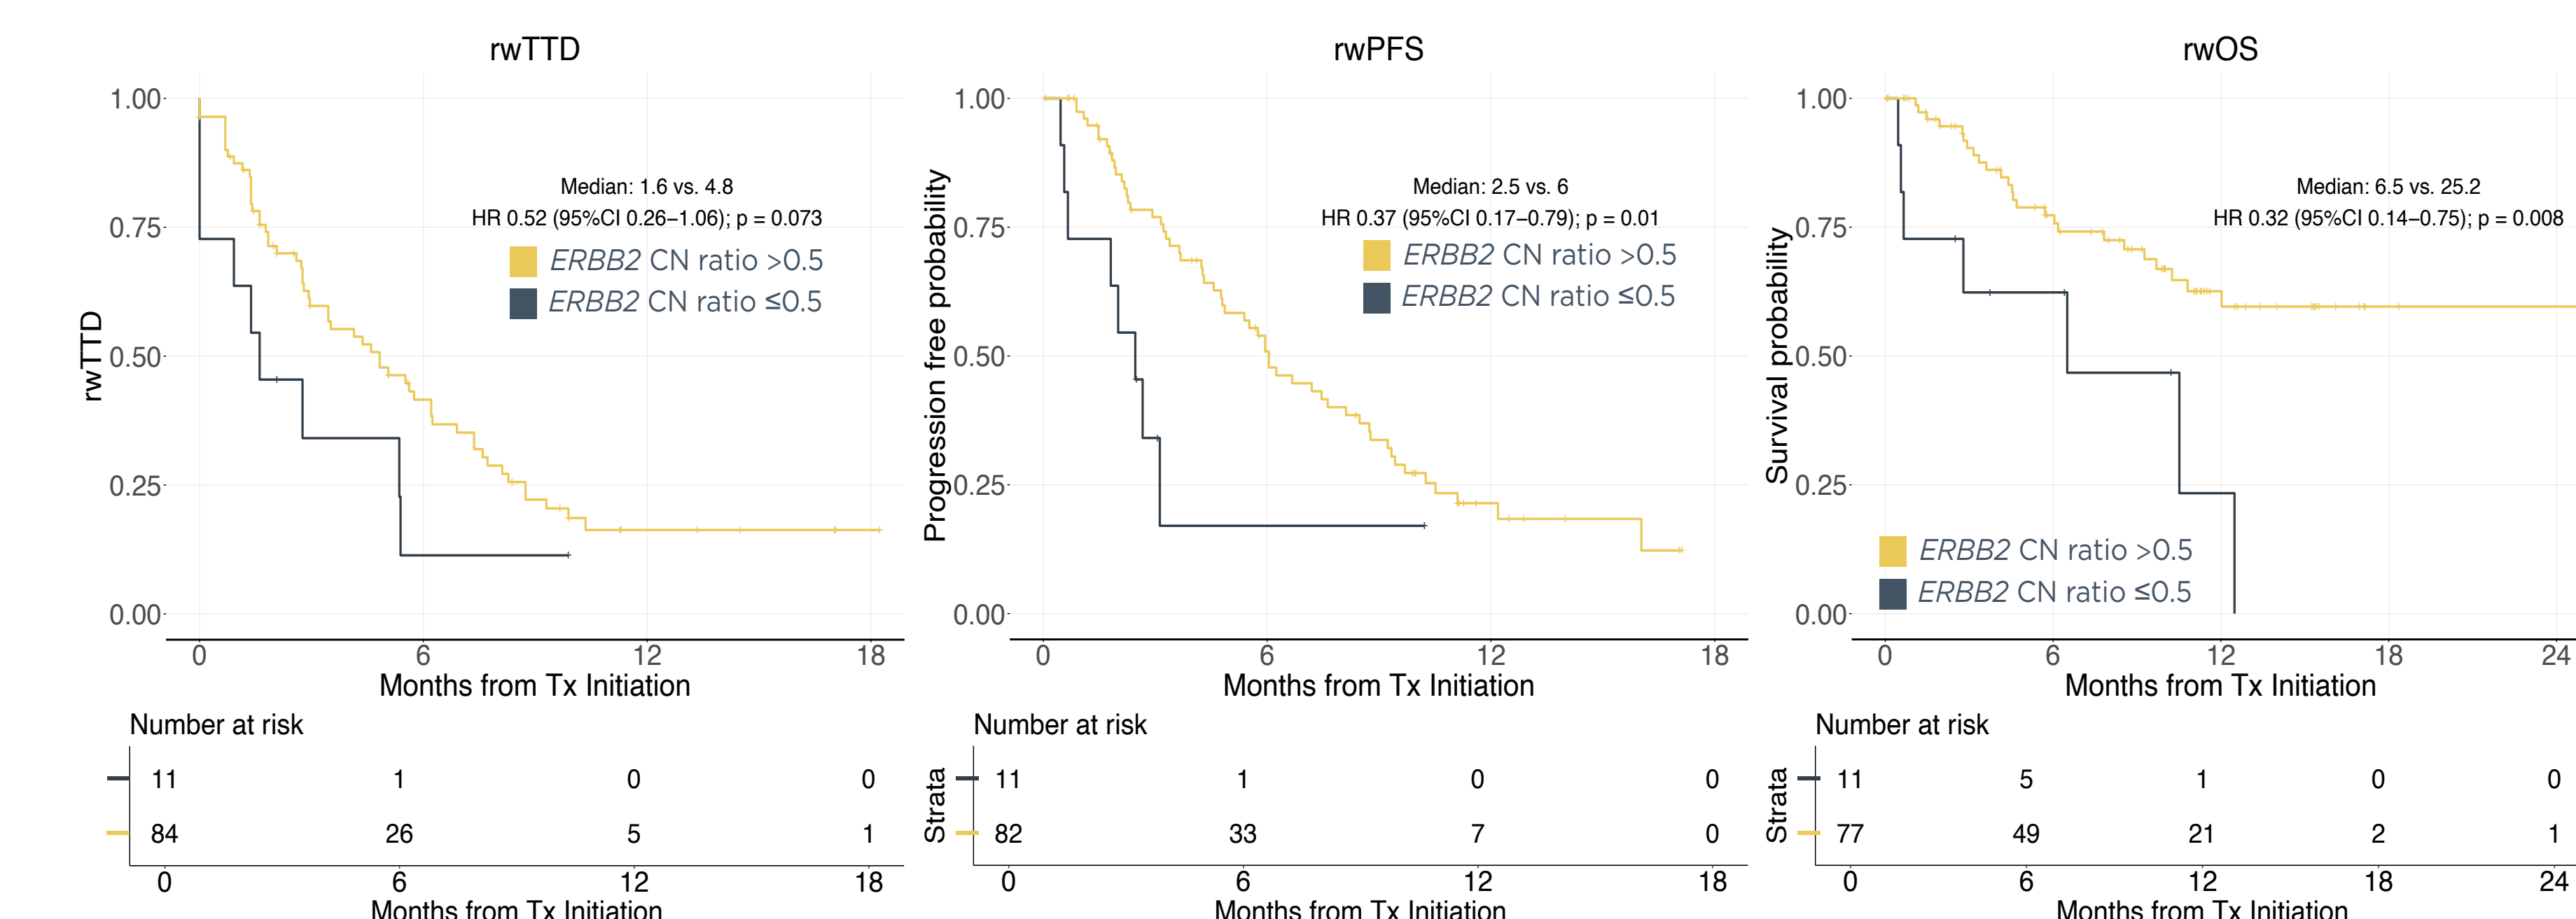 rwTTD
1.00
0.75
0.50
0.25
0.00
rwTTD
Median: 1.6 vs. 4.8
HR 0.52 (95%CI 0.26–1.06); p = 0.073
ERBB2 CN ratio >0.5
ERBB2 CN ratio ≤0.5
0 6 12 18
Months from Tx Initiation
Number at risk
11 1 0 0
84 26 5 1
0 6 12 18
Months from Tx Initiation
rwPFS
1.00
0.75
0.50
0.25
0.00
Progression free probability
Median: 2.5 vs. 6
HR 0.37 (95%CI 0.17–0.79); p = 0.01
ERBB2 CN ratio >0.5
ERBB2 CN ratio ≤0.5
0 6 12 18
Months from Tx Initiation
Number at risk
Strata
11 1 0 0
82 33 7 0
0 6 12 18
Months from Tx Initiation
rwOS
1.00
0.75
0.50
0.25
0.00
Survival probability
Median: 6.5 vs. 25.2
HR 0.32 (95%CI 0.14–0.75); p = 0.008
ERBB2 CN ratio >0.5
ERBB2 CN ratio ≤0.5
0 6 12 18 24
Months from Tx Initiation
Number at risk
Strata
11 5 1 0 0
77 49 21 2 1
0 6 12 18 24
Months from Tx Initiation